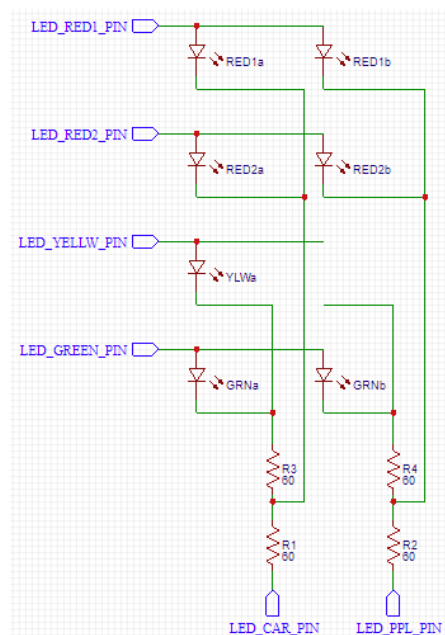 LED_RED1_PIN
RED1a
RED1b
LED_RED2_PIN
RED2a
RED2b
LED_YELLW_PIN
YLWa
LED_GREEN_PIN
GRNa
GRNb
R3
60
R4
60
R1
60
R2
60
LED_CAR_PIN
LED_PPL_PIN